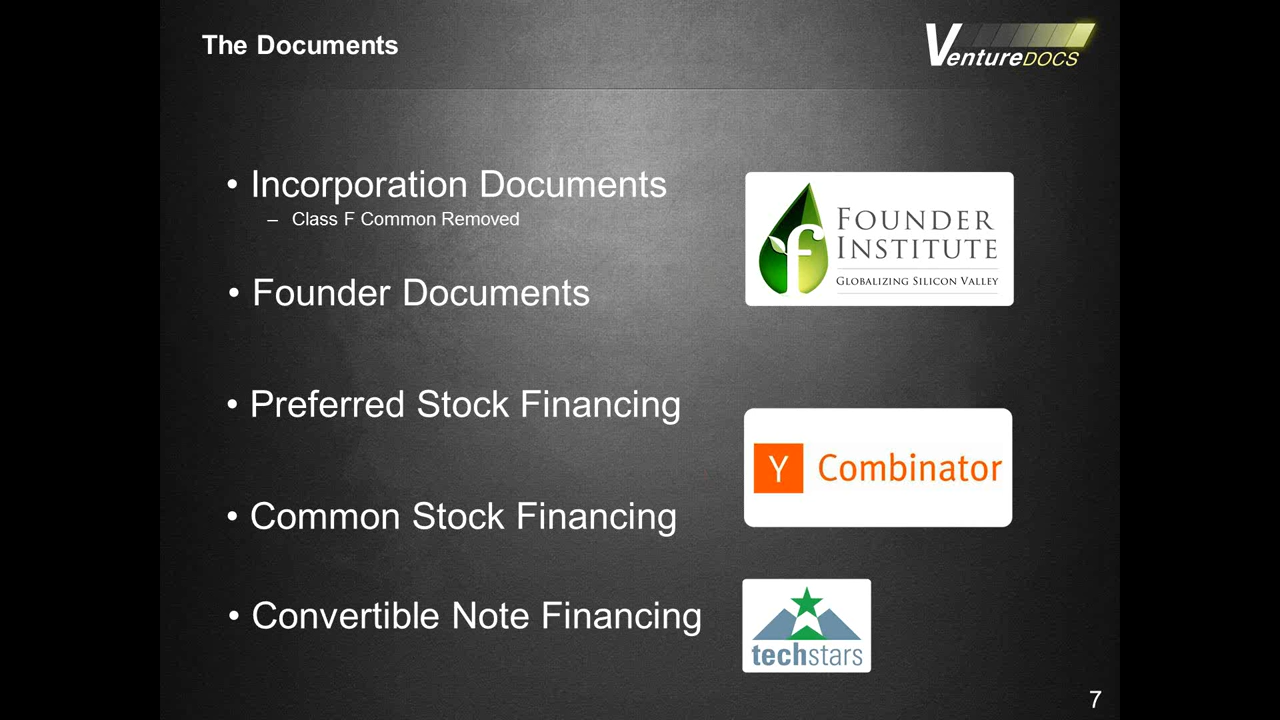 The Documents
VentureDOCS
• Incorporation Documents
– Class F Common Removed
• Founder Documents
FOUNDER
INSTITUTE
GLOBALIZING SILICON VALLEY
• Preferred Stock Financing
Y Combinator
• Common Stock Financing
• Convertible Note Financing
techstars
7